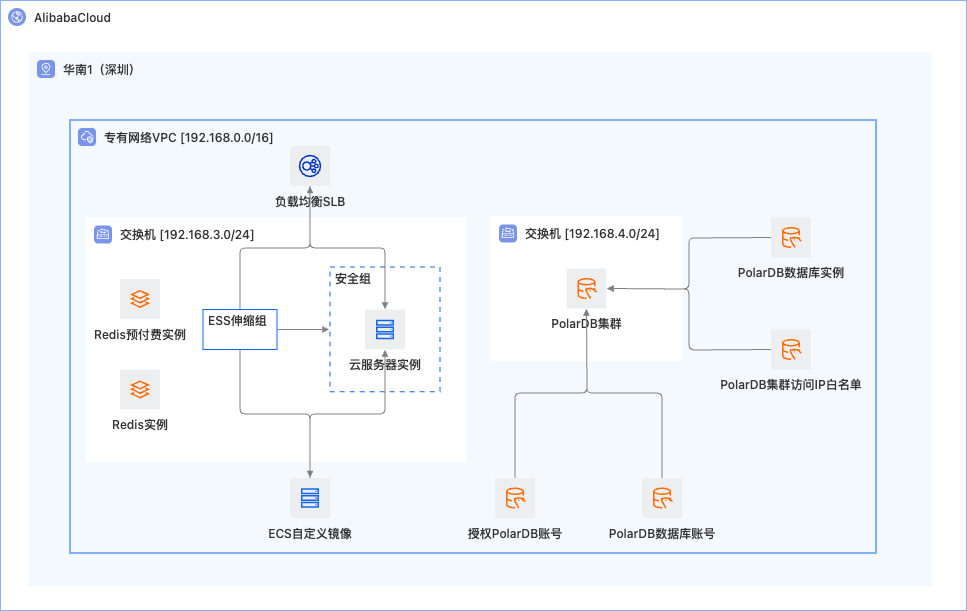 AlibabaCloud
华南1（深圳）
专有网络VPC [192.168.0.0/16]
负载均衡SLB
交换机 [192.168.3.0/24]
安全组
Redis预付费实例
ESS伸缩组
云服务器实例
Redis实例
ECS自定义镜像
交换机 [192.168.4.0/24]
PolarDB集群
PolarDB数据库实例
PolarDB集群访问IP白名单
授权PolarDB账号
PolarDB数据库账号